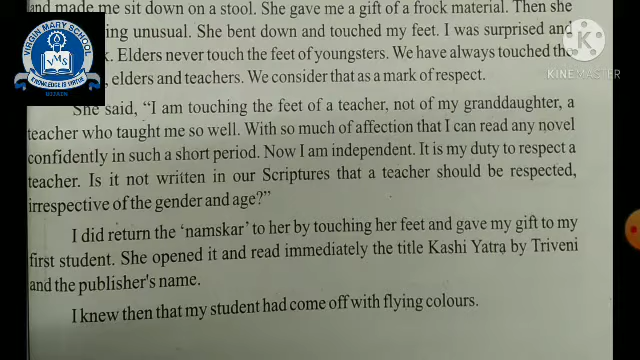 and made me sit down on a stool. She gave me a gift of a frock material. Then she
ing unusual. She bent down and touched my feet. I was surprised and
k. Elders never touch the feet of youngsters. We have always touched the
, elders and teachers. We consider that as a mark of respect.
She said, “I am touching the feet of a teacher, not of my granddaughter, a
teacher who taught me so well. With so much of affection that I can read any novel
confidently in such a short period. Now I am independent. It is my duty to respect a
teacher. Is it not written in our Scriptures that a teacher should be respected,
irrespective of the gender and age?”
I did return the ‘namskar’ to her by touching her feet and gave my gift to my
first student. She opened it and read immediately the title Kashi Yatra by Triveni
and the publisher's name.
I knew then that my student had come off with flying colours.
VIRGIN MARY SCHOOL
VMS
KNOWLEDGE IS VIRTUE
KINEMASTER